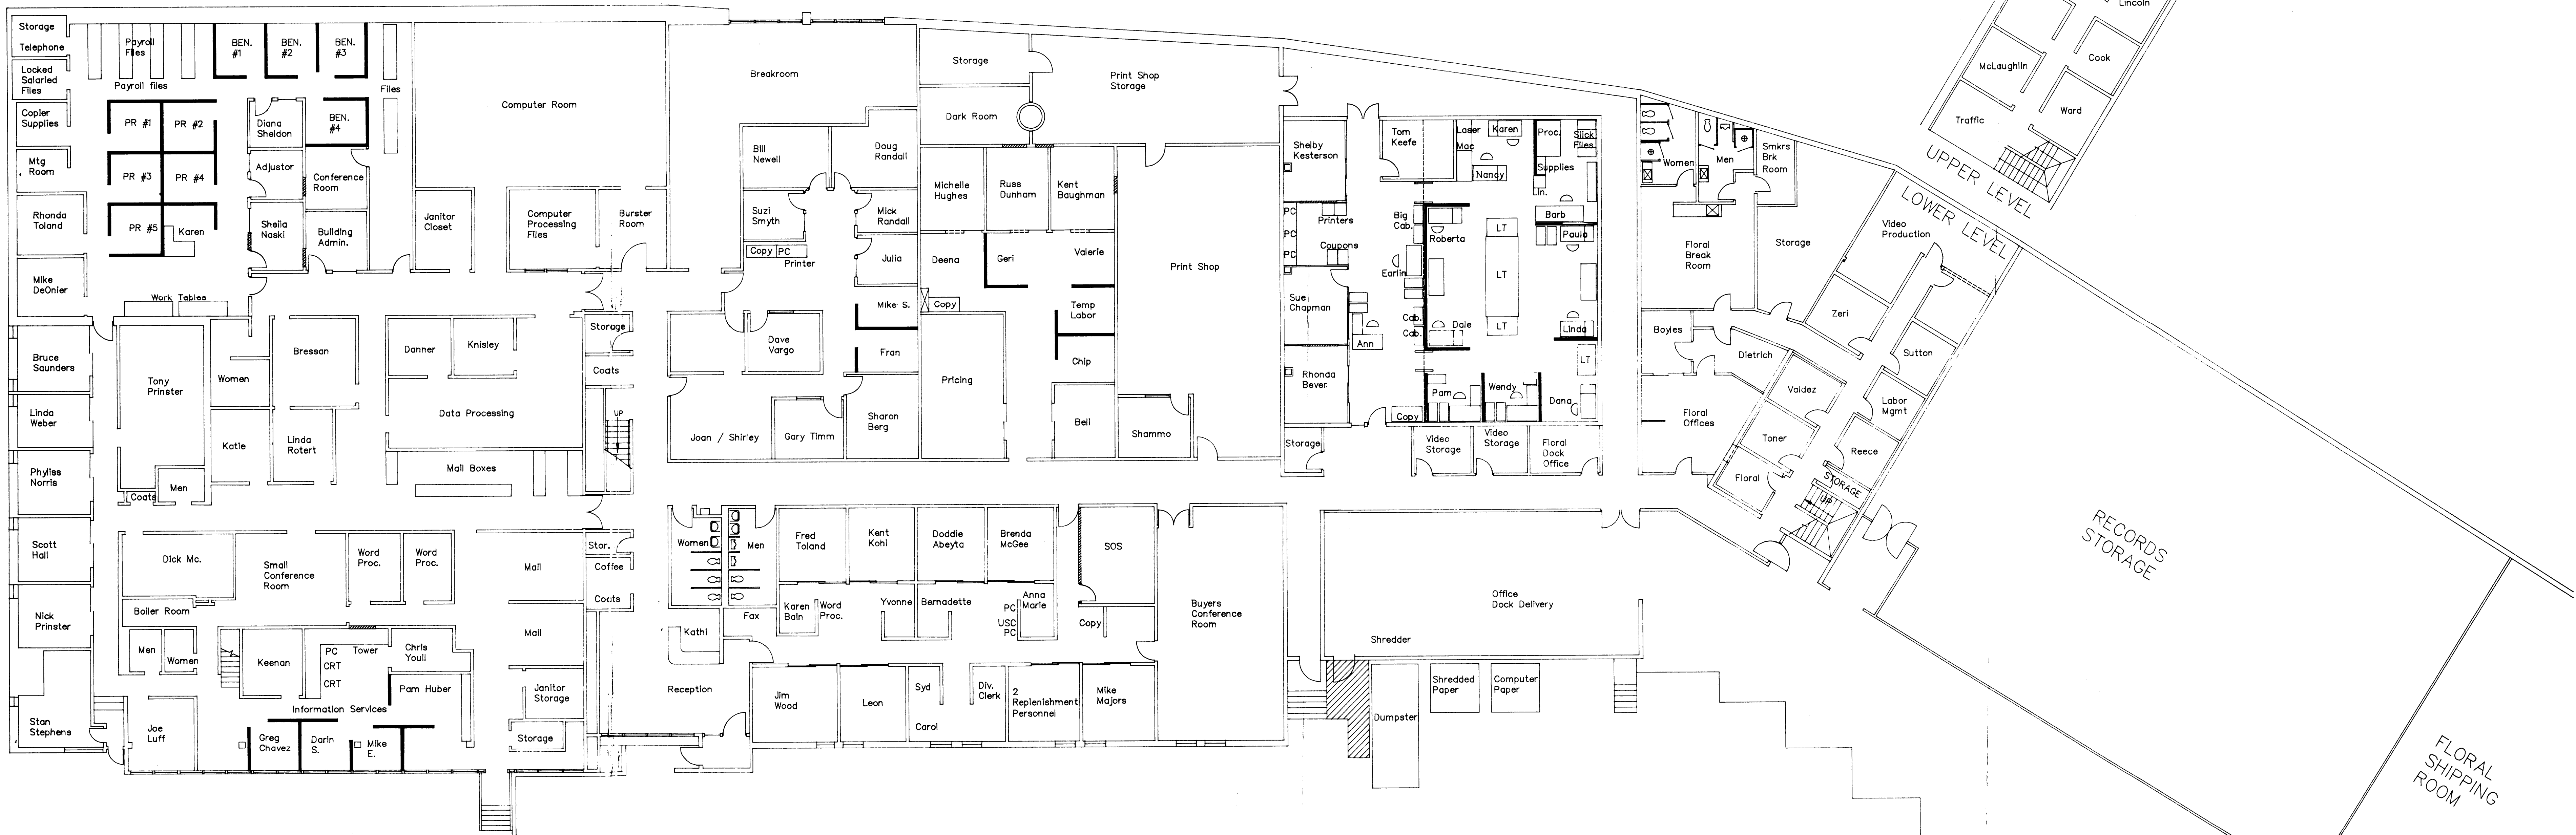 Storage
Telephone
Locked
Salaried
Files
Copier
Supplies
Mtg
Room
Rhonda
Toland
Mike
DeOnier
Payroll
Files
Payroll files
BEN.
#1
BEN.
#2
BEN.
#3
BEN.
#4
Files
PR #1
PR #2
PR #3
PR #4
PR #5
Karen
Work Tables
Diana
Sheldon
Adjustor
Sheila
Naski
Conference
Room
Building
Admin.
Computer Room
Janitor
Closet
Computer
Processing
Files
Burster
Room
Breakroom
Bill
Newell
Doug
Randall
Suzi
Smyth
Mick
Randall
Copy
PC
Printer
Julia
Mike S.
Fran
Dave
Vargo
Joan / Shirley
Gary Timm
Sharon
Berg
Storage
Dark Room
Print Shop
Storage
Michelle
Hughes
Russ
Dunham
Kent
Baughman
Deena
Geri
Valerie
Copy
Temp
Labor
Chip
Pricing
Bell
Print Shop
Shammo
Shelby
Kesterson
PC
PC
PC
Printers
Coupons
Sue
Chapman
Rhonda
Bever
Ann
Copy
Storage
Tom
Keefe
Big
Cab.
Earlin
Cab.
Cab.
Laser
Mac
Karen
Nancy
Proc.
Slick
Files
Supplies
Lin.
Barb
Paula
Roberta
LT
LT
LT
Dale
Linda
LT
Pam
Wendy
Dana
Video
Storage
Video
Storage
Floral
Dock
Office
Women
Men
Smkrs
Brk
Room
Floral
Break
Room
Storage
Boyles
Dietrich
Floral
Offices
Valdez
Toner
Floral
Video
Production
Zeri
Sutton
Labor
Mgmt
Reece
STORAGE
UP
LOWER LEVEL
UPPER LEVEL
Lincoln
McLaughlin
Cook
Ward
Traffic
Bruce
Saunders
Linda
Weber
Phyliss
Norris
Scott
Hall
Nick
Prinster
Stan
Stephens
Tony
Prinster
Women
Bressan
Katie
Linda
Rotert
Coats
Men
Danner
Knisley
Data Processing
Mail Boxes
Storage
Coats
UP
Stor.
Coffee
Coats
Dick Mc.
Small
Conference
Room
Word
Proc.
Word
Proc.
Mail
Mail
Boiler Room
Men
Women
Keenan
PC
CRT
CRT
Tower
Chris
Youll
Pam Huber
Information Services
Joe
Luff
Greg
Chavez
Darin
S.
Mike
E.
Janitor
Storage
Storage
Women
Men
Kathi
Fax
Reception
Fred
Toland
Kent
Kohl
Doddie
Abeyta
Brenda
McGee
SOS
Karen
Bain
Word
Proc.
Yvonne
Bernadette
PC
USC
PC
Anna
Marie
Copy
Buyers
Conference
Room
Jim
Wood
Leon
Syd
Carol
Div.
Clerk
2
Replenishment
Personnel
Mike
Majors
Office
Dock Delivery
Shredder
Dumpster
Shredded
Paper
Computer
Paper
RECORDS
STORAGE
FLORAL
SHIPPING
ROOM